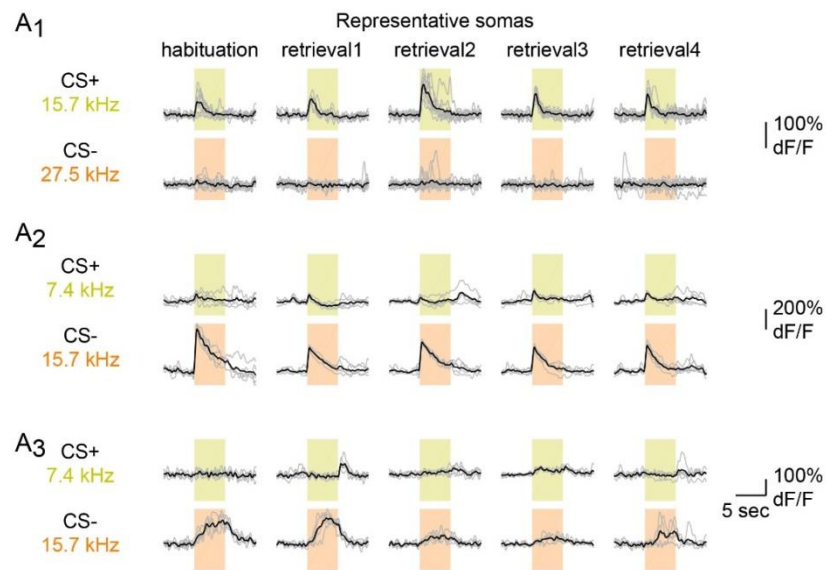 A1
Representative somas
habituation retrieval1 retrieval2 retrieval3 retrieval4
CS+
15.7 kHz
100%
dF/F
CS-
27.5 kHz
A2
CS+
7.4 kHz
200%
dF/F
CS-
15.7 kHz
A3
CS+
7.4 kHz
100%
5 sec dF/F
CS-
15.7 kHz